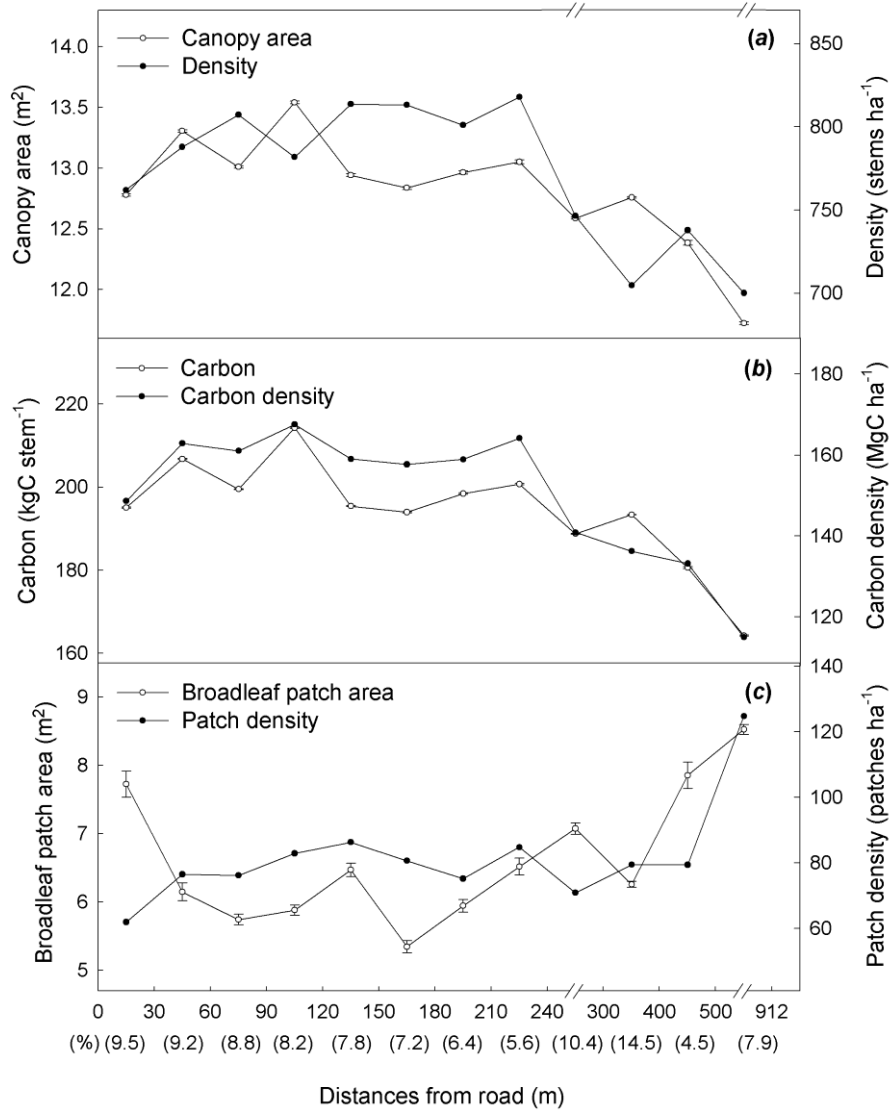 (a)
Canopy area
Density
14.0
13.5
13.0
12.5
12.0
Canopy area (m²)
850
800
750
700
Density (stems ha⁻¹)
(b)
Carbon
Carbon density
220
200
180
160
Carbon (kgC stem⁻¹)
180
160
140
120
Carbon density (MgC ha⁻¹)
(c)
Broadleaf patch area
Patch density
9
8
7
6
5
Broadleaf patch area (m²)
140
120
100
80
60
Patch density (patches ha⁻¹)
0 30 60 90 120 150 180 210 240 300 400 500 912
(%) (9.5) (9.2) (8.8) (8.2) (7.8) (7.2) (6.4) (5.6) (10.4) (14.5) (4.5) (7.9)
Distances from road (m)